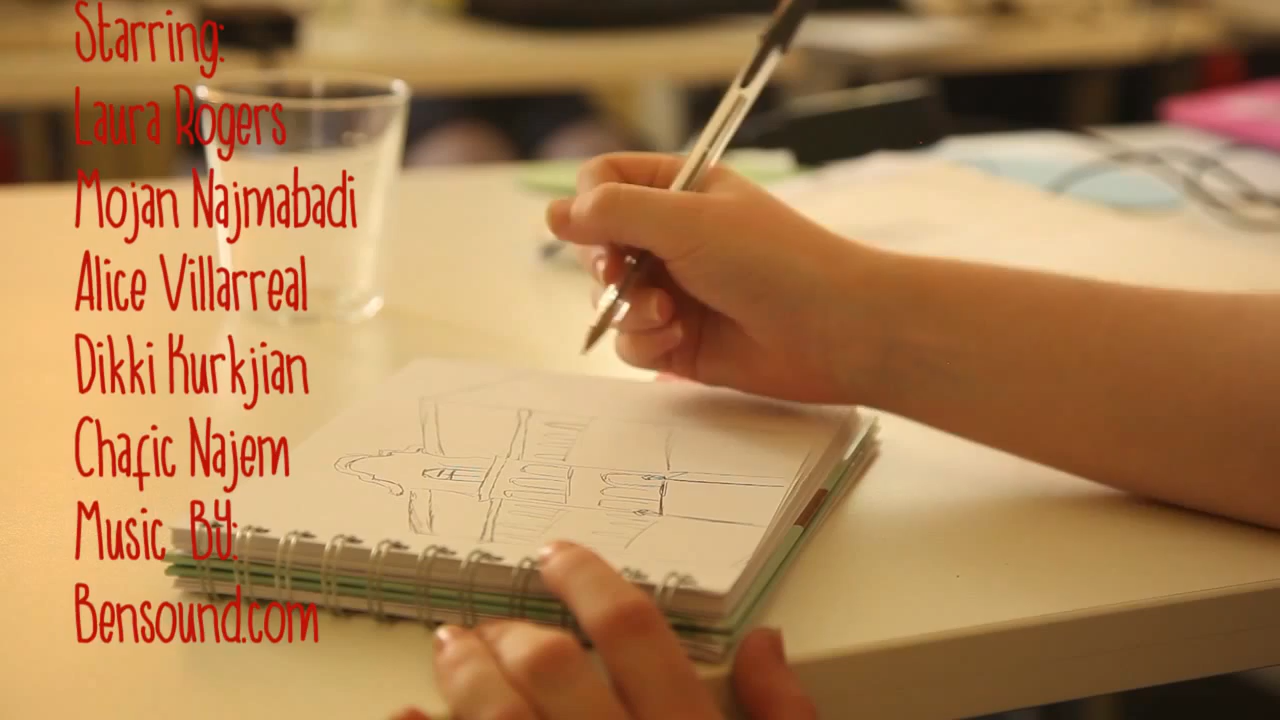 Starring:
Laura Rogers
Mojan Najmabadi
Alice Villarreal
Dikki Kurkjian
Chafic Najem
Music By:
Bensound.com